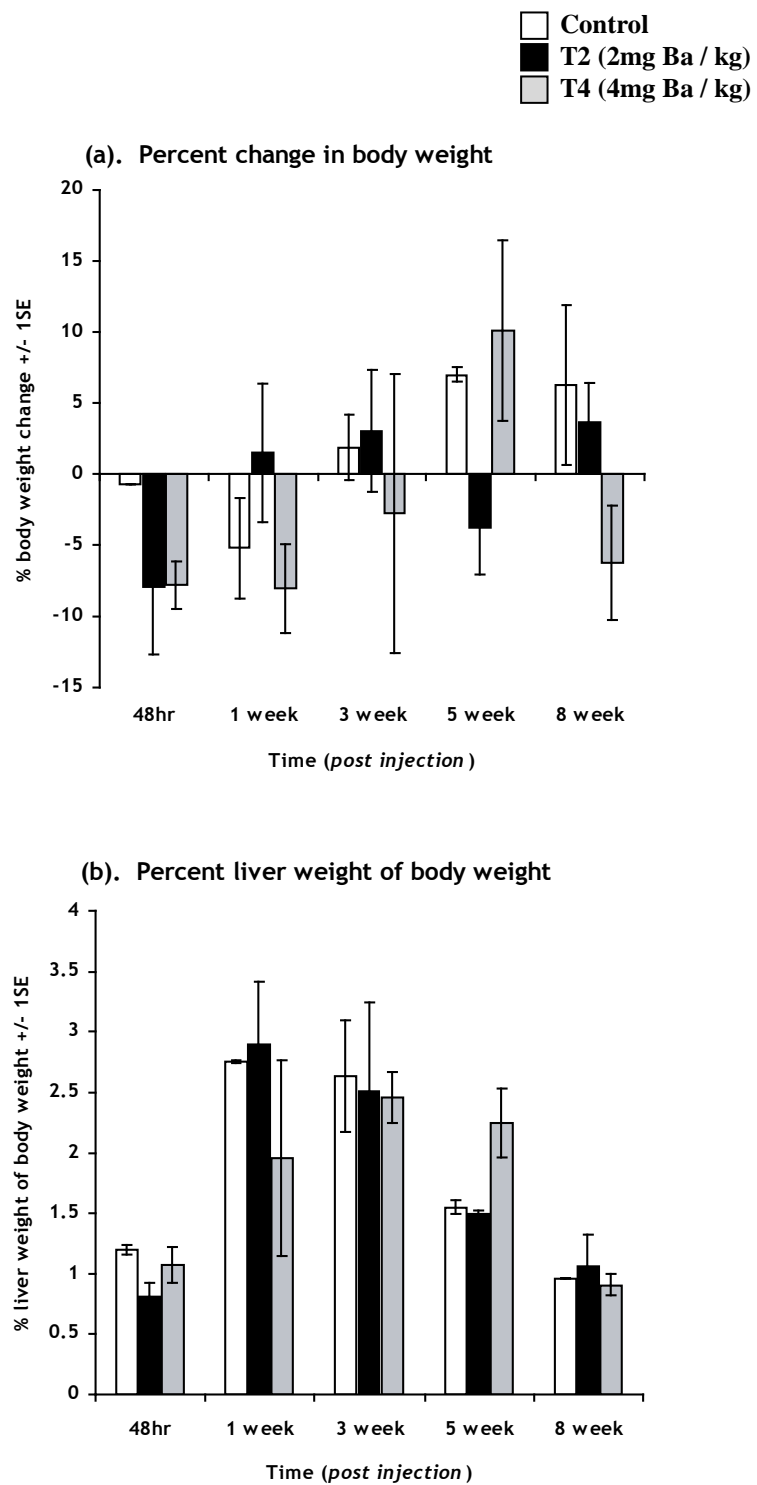 Control
T2 (2mg Ba / kg)
T4 (4mg Ba / kg)
(a). Percent change in body weight
20
15
10
5
0
-5
-10
-15
% body weight change +/- 1SE
48hr 1 week 3 week 5 week 8 week
Time (post injection)
(b). Percent liver weight of body weight
4
3.5
3
2.5
2
1.5
1
0.5
0
% liver weight of body weight +/- 1SE
48hr 1 week 3 week 5 week 8 week
Time (post injection)